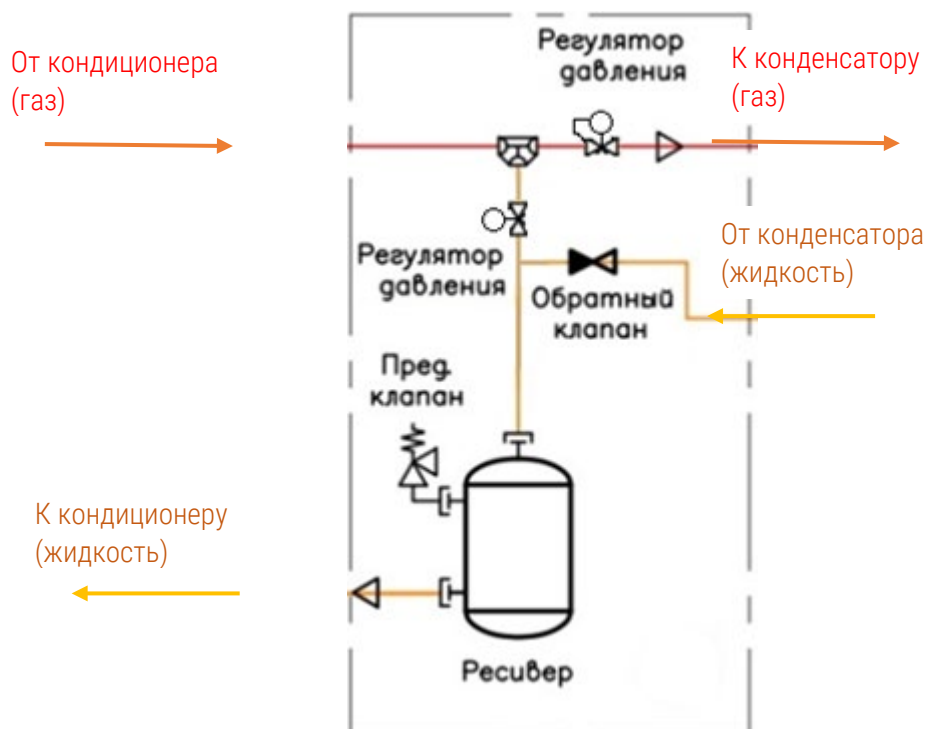 Регулятор
давления
От кондиционера
(газ)
К конденсатору
(газ)
Регулятор
давления
От конденсатора
(жидкость)
Обратный
клапан
Пред.
клапан
К кондиционеру
(жидкость)
Ресивер